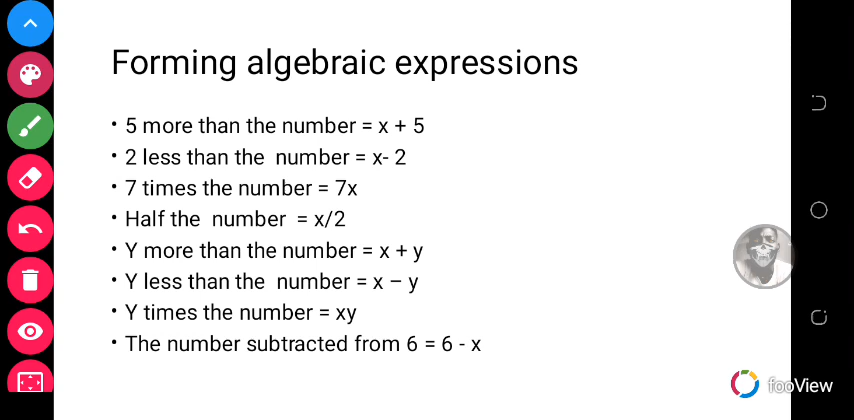 Forming algebraic expressions
• 5 more than the number = x + 5
• 2 less than the  number = x- 2
• 7 times the number = 7x
• Half the  number  = x/2
• Y more than the number = x + y
• Y less than the  number = x – y
• Y times the number = xy
• The number subtracted from 6 = 6 - x
fooView